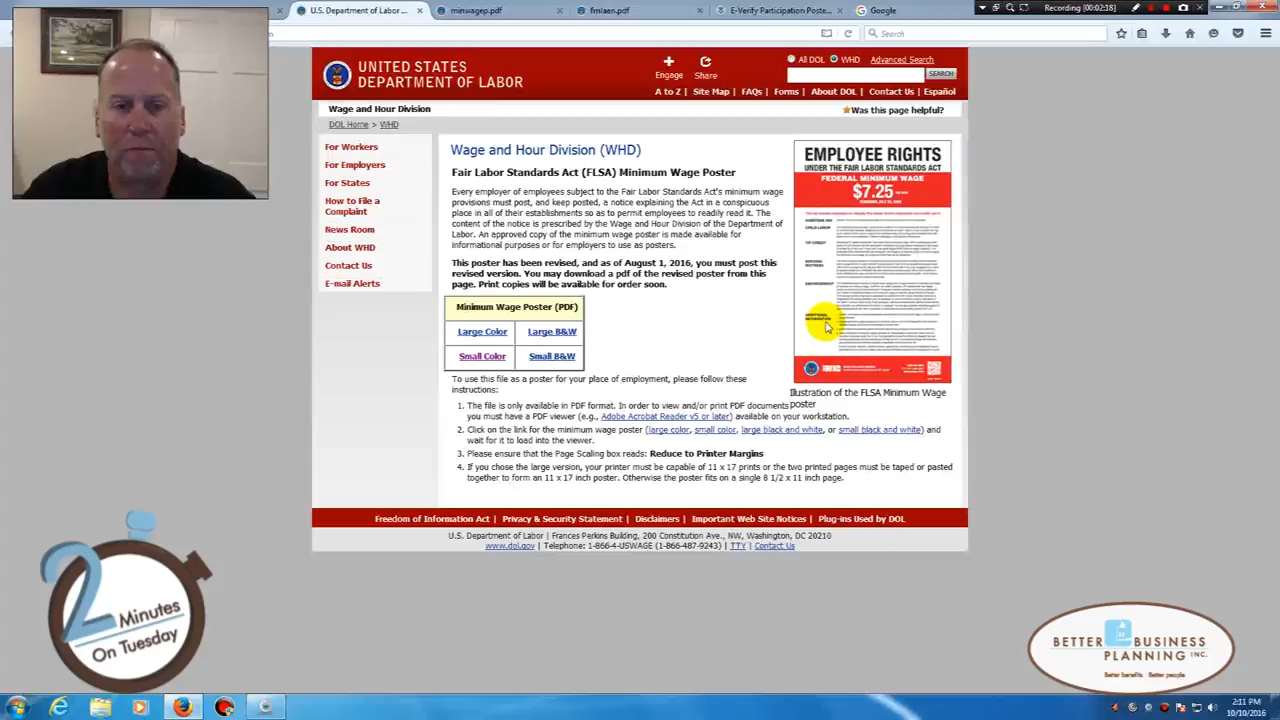 U.S. Department of Labor ...
minwagep.pdf
fmlaen.pdf
E-Verify Participation Poste...
Google
Recording [00:02:18]
Search
UNITED STATES
DEPARTMENT OF LABOR
Engage
Share
All DOL
WHD
Advanced Search
SEARCH
A to Z | Site Map | FAQs | Forms | About DOL | Contact Us | Español
Wage and Hour Division
Was this page helpful?
DOL Home > WHD
For Workers
For Employers
For States
How to File a
Complaint
News Room
About WHD
Contact Us
E-mail Alerts
Wage and Hour Division (WHD)
Fair Labor Standards Act (FLSA) Minimum Wage Poster
Every employer of employees subject to the Fair Labor Standards Act's minimum wage
provisions must post, and keep posted, a notice explaining the Act in a conspicuous
place in all of their establishments so as to permit employees to readily read it. The
content of the notice is prescribed by the Wage and Hour Division of the Department of
Labor. An approved copy of the minimum wage poster is made available for
informational purposes or for employers to use as posters.
This poster has been revised, and as of August 1, 2016, you must post this
revised version. You may download a pdf of the revised poster from this
page. Print copies will be available for order soon.
Minimum Wage Poster (PDF)
Large Color
Large B&W
Small Color
Small B&W
EMPLOYEE RIGHTS
UNDER THE FAIR LABOR STANDARDS ACT
FEDERAL MINIMUM WAGE
$7.25
Illustration of the FLSA Minimum Wage
poster
To use this file as a poster for your place of employment, please follow these
instructions:
1. The file is only available in PDF format. In order to view and/or print PDF documents
you must have a PDF viewer (e.g., Adobe Acrobat Reader v5 or later) available on your workstation.
2. Click on the link for the minimum wage poster (large color, small color, large black and white, or small black and white) and
wait for it to load into the viewer.
3. Please ensure that the Page Scaling box reads: Reduce to Printer Margins
4. If you chose the large version, your printer must be capable of 11 x 17 prints or the two printed pages must be taped or pasted
together to form an 11 x 17 inch poster. Otherwise the poster fits on a single 8 1/2 x 11 inch page.
Freedom of Information Act | Privacy & Security Statement | Disclaimers | Important Web Site Notices | Plug-ins Used by DOL
U.S. Department of Labor | Frances Perkins Building, 200 Constitution Ave., NW, Washington, DC 20210
www.dol.gov | Telephone: 1-866-4-USWAGE (1-866-487-9243) | TTY | Contact Us
2 Minutes
On Tuesday
BETTER BUSINESS
PLANNING INC.
Better benefits Better people
2:11 PM
10/10/2016